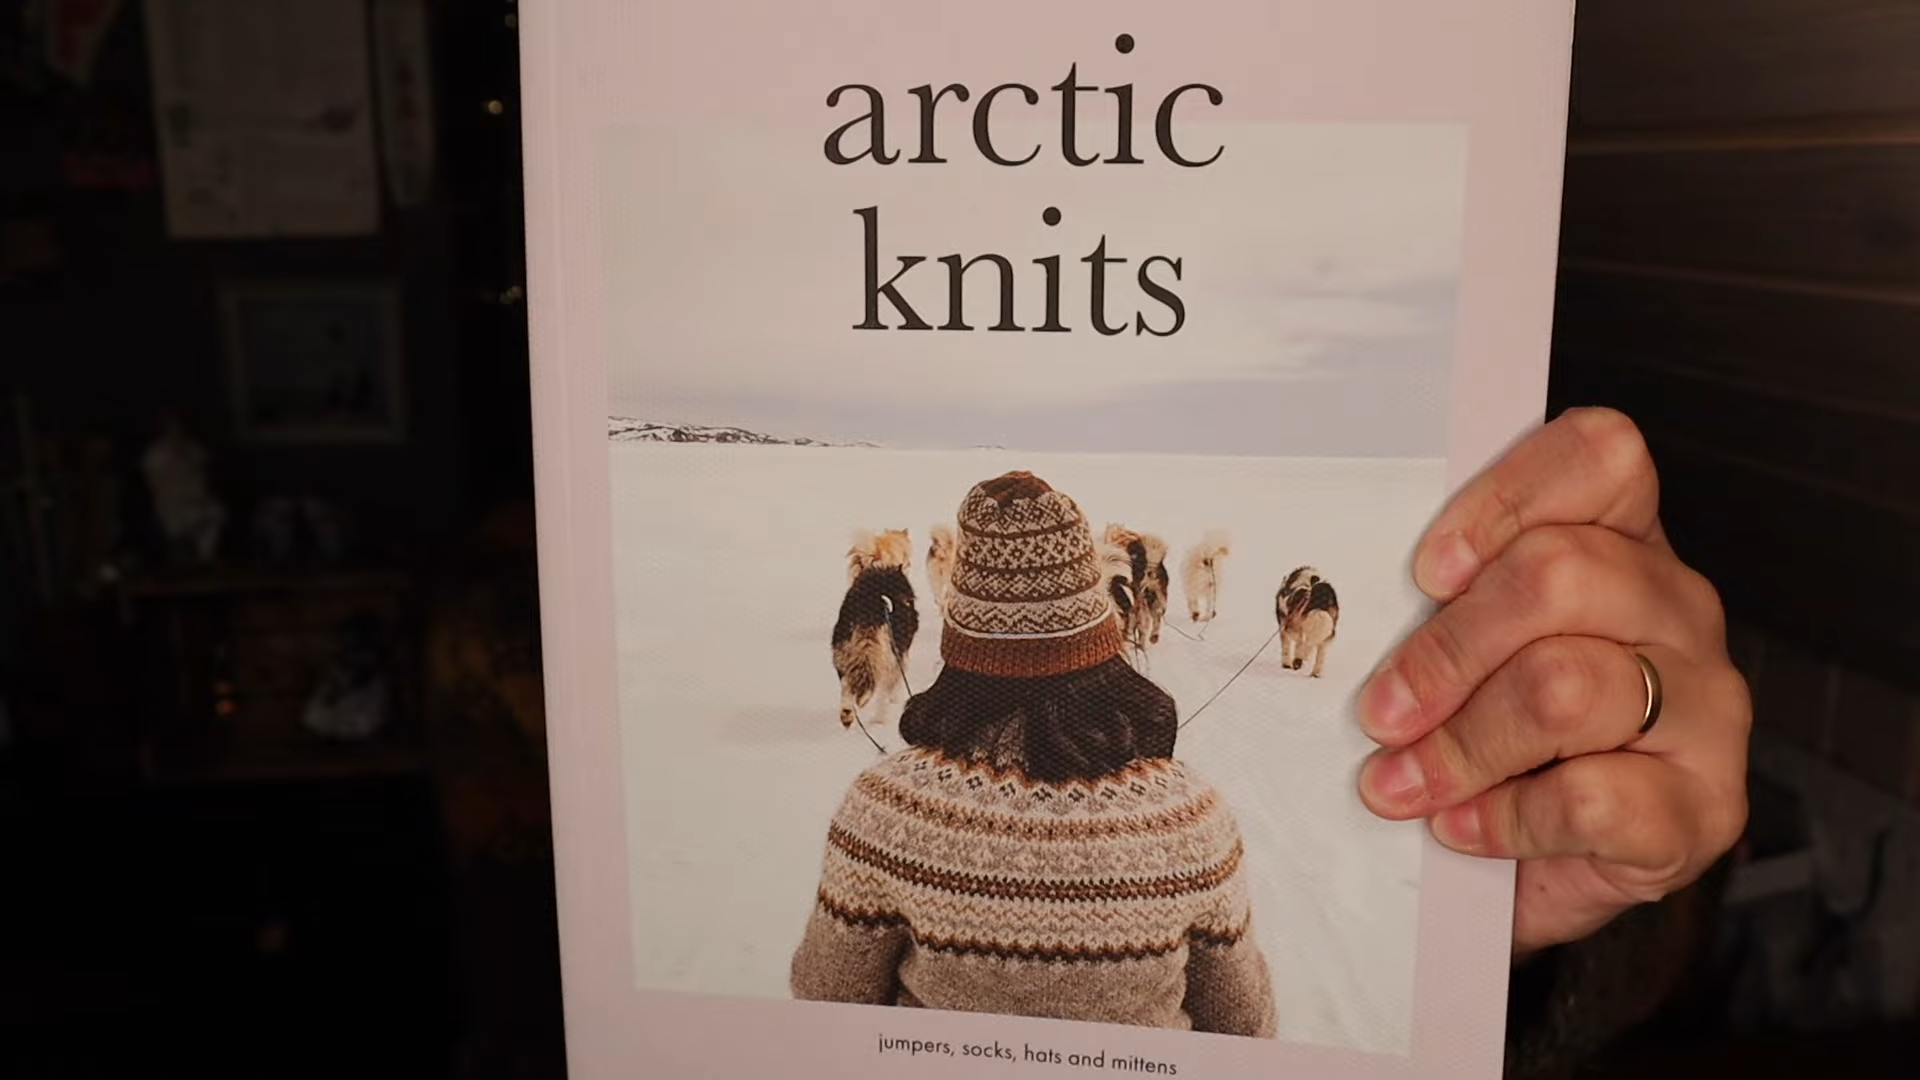 arctic
knits
jumpers, socks, hats and mittens